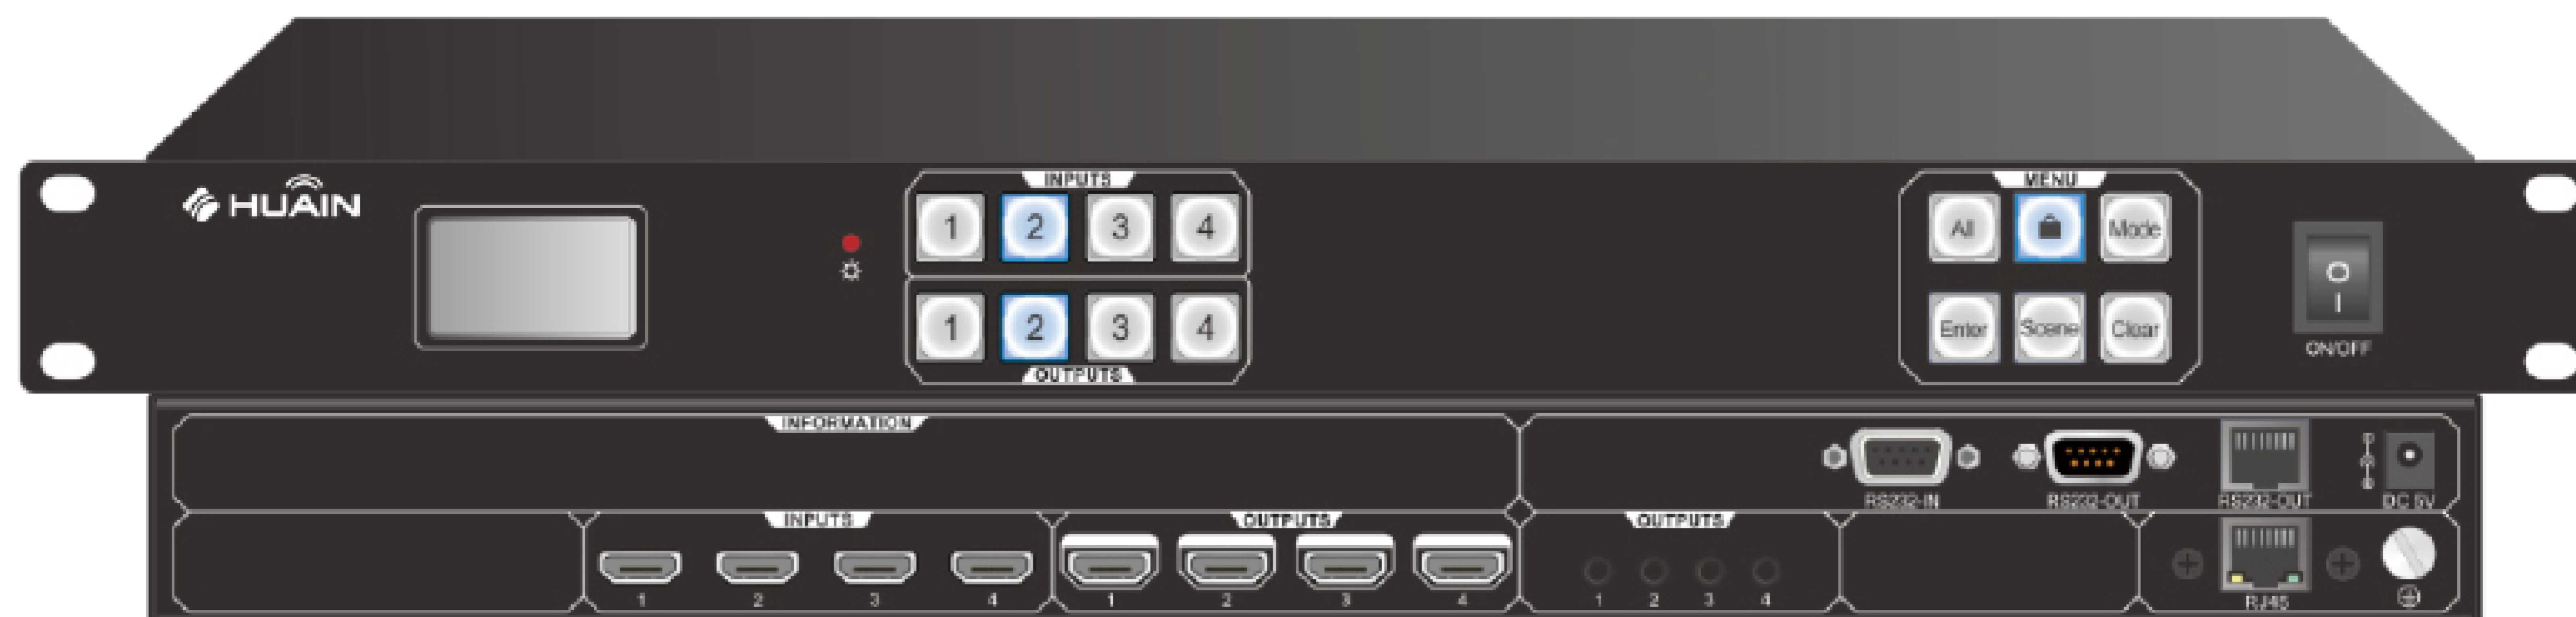 HUAIN
INPUTS
1 2 3 4
1 2 3 4
OUTPUTS
MENU
All Mode
Enter Scene Clear
O
I
ON/OFF
INFORMATION
RS232-IN RS232-OUT RS232-OUT DC 5V
INPUTS OUTPUTS OUTPUTS
1 2 3 4 1 2 3 4 1 2 3 4
RJ45